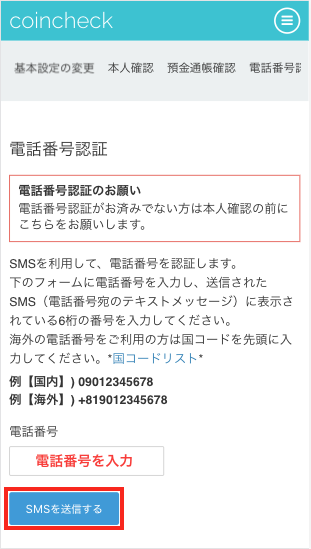 coincheck
基本設定の変更 本人確認 預金通帳確認 電話番号認
電話番号認証
電話番号認証のお願い
電話番号認証がお済みでない方は本人確認の前に
こちらをお願いします。
SMSを利用して、電話番号を認証します。
下のフォームに電話番号を入力し、送信された
SMS（電話番号宛のテキストメッセージ）に表示さ
れている6桁の番号を入力してください。
海外の電話番号をご利用の方は国コードを先頭に入
力してください。*国コードリスト*
例【国内】) 09012345678
例【海外】) +819012345678
電話番号
電話番号を入力
SMSを送信する